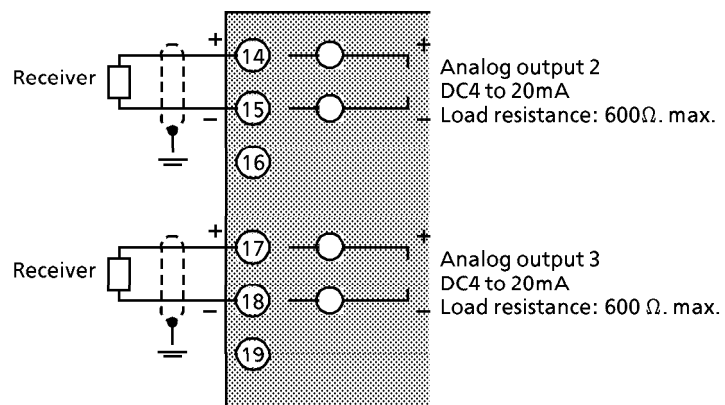 +
14
+
Analog output 2
Receiver
DC4 to 20mA
15
Load resistance: 600Ω. max.
−
−
16
+
17
+
Analog output 3
Receiver
DC4 to 20mA
18
Load resistance: 600 Ω. max.
−
−
19